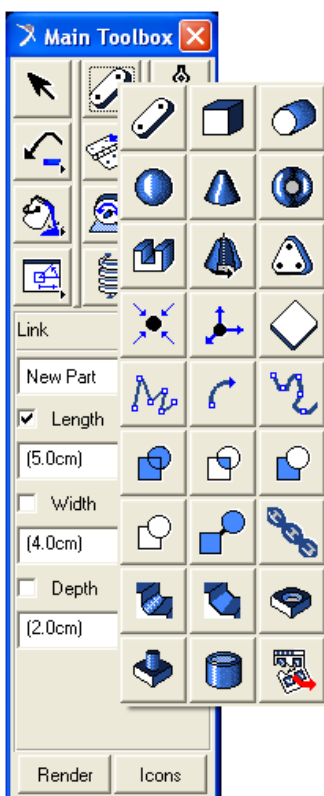 Main Toolbox
Link
New Part
Length
(5.0cm)
Width
(4.0cm)
Depth
(2.0cm)
Render
Icons